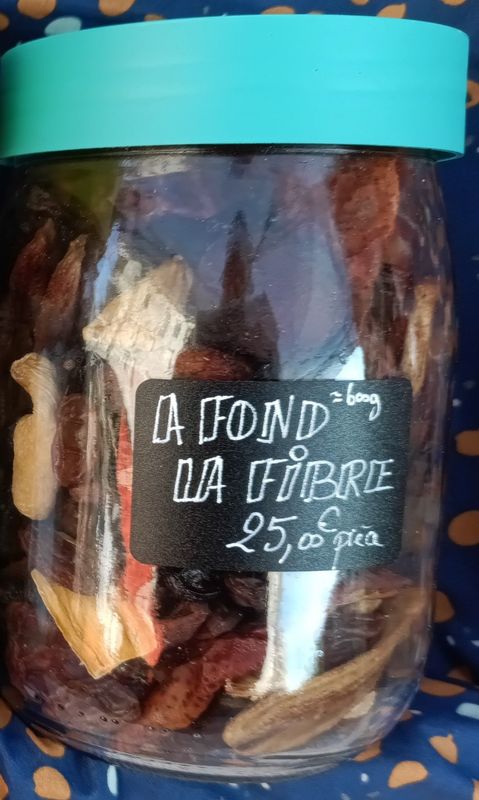 A FOND ≈600g
LA FiBRE
25,00€ pièce